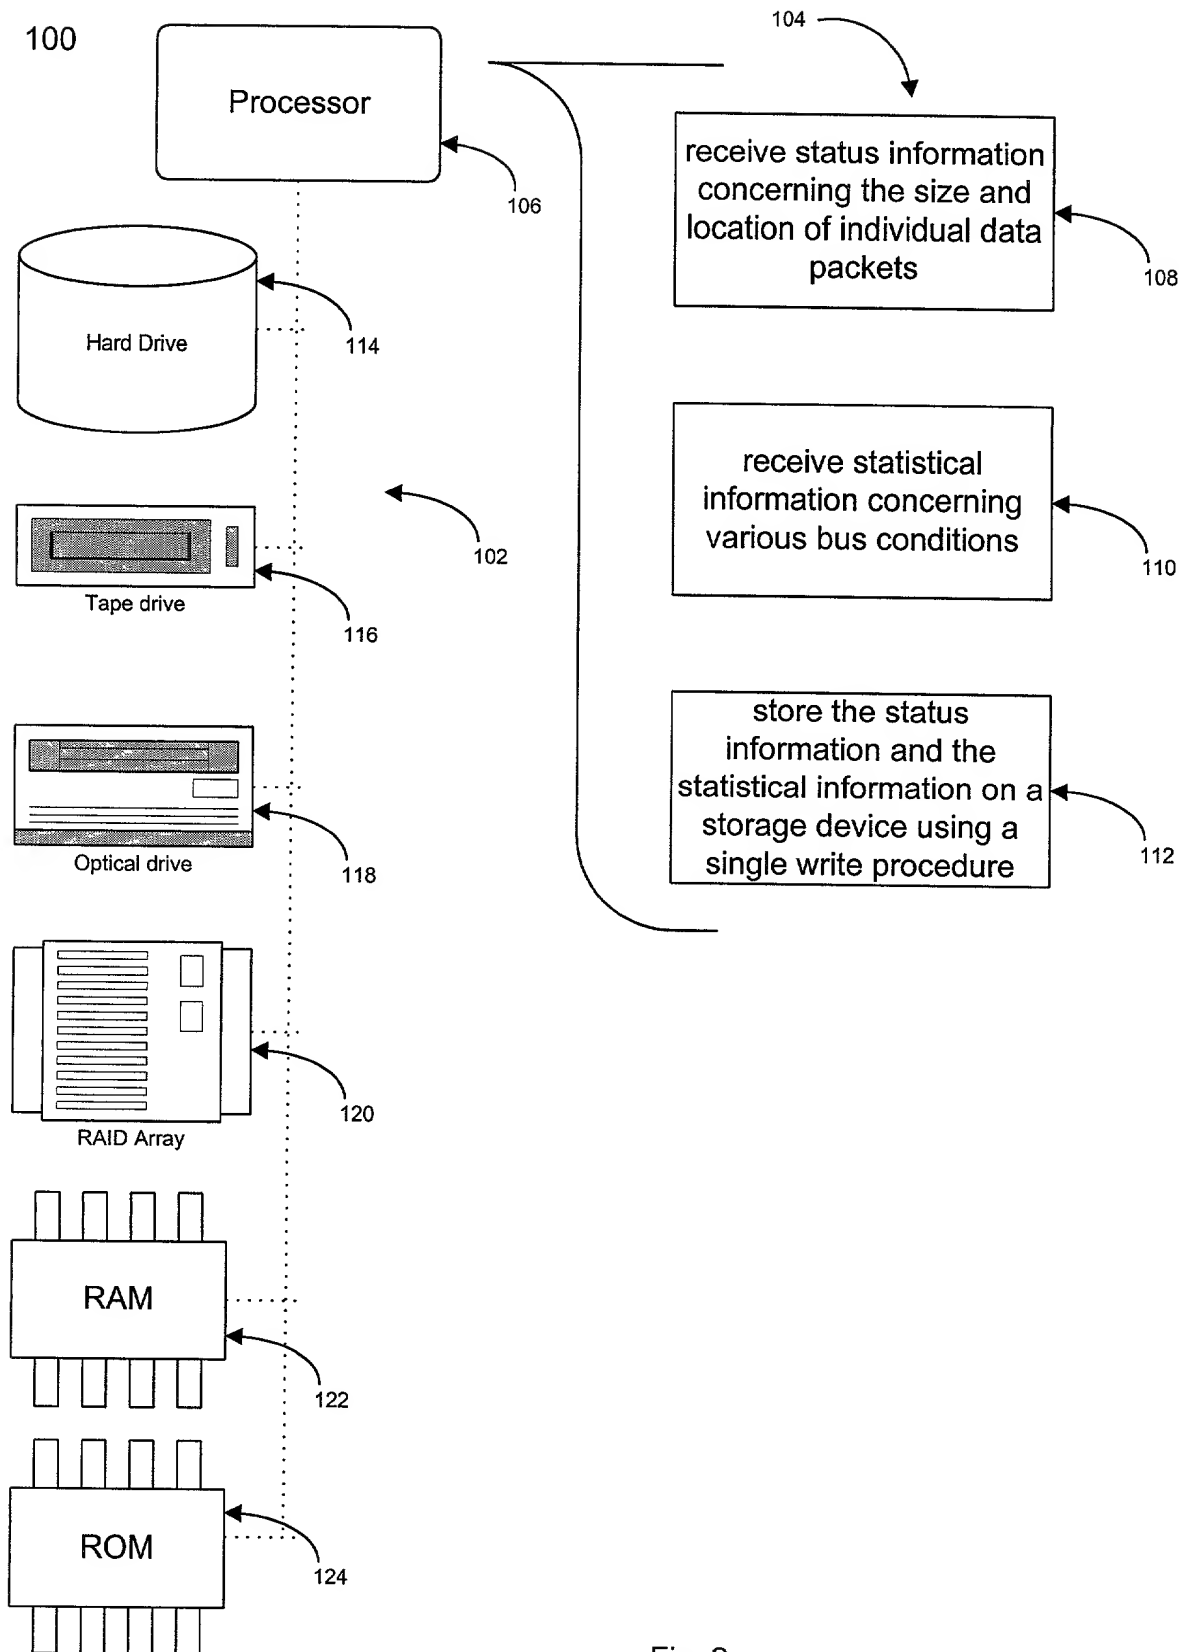 100
Processor
106
104
receive status information
concerning the size and
location of individual data
packets
108
Hard Drive
114
102
receive statistical
information concerning
various bus conditions
110
Tape drive
116
store the status
information and the
statistical information on a
storage device using a
single write procedure
112
Optical drive
118
RAID Array
120
RAM
122
ROM
124